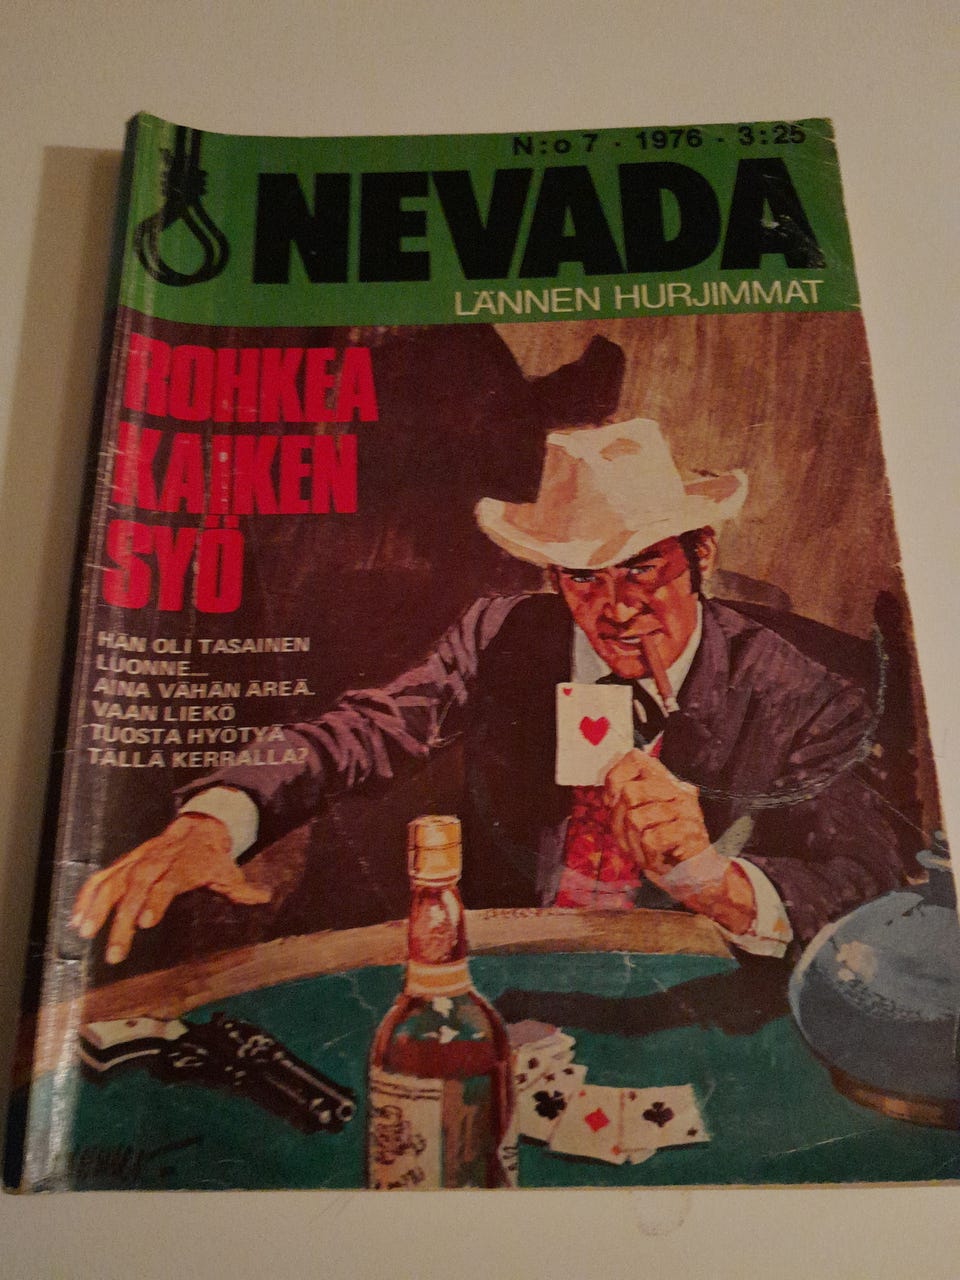 N:o 7 · 1976 · 3:25
NEVADA
LÄNNEN HURJIMMAT
ROHKEA
KAIKEN
SYÖ
HÄN OLI TASAINEN
LUONNE...
AINA VÄHÄN ÄREÄ.
VAAN LIEKÖ
TUOSTA HYÖTYÄ
TÄLLÄ KERRALLA?